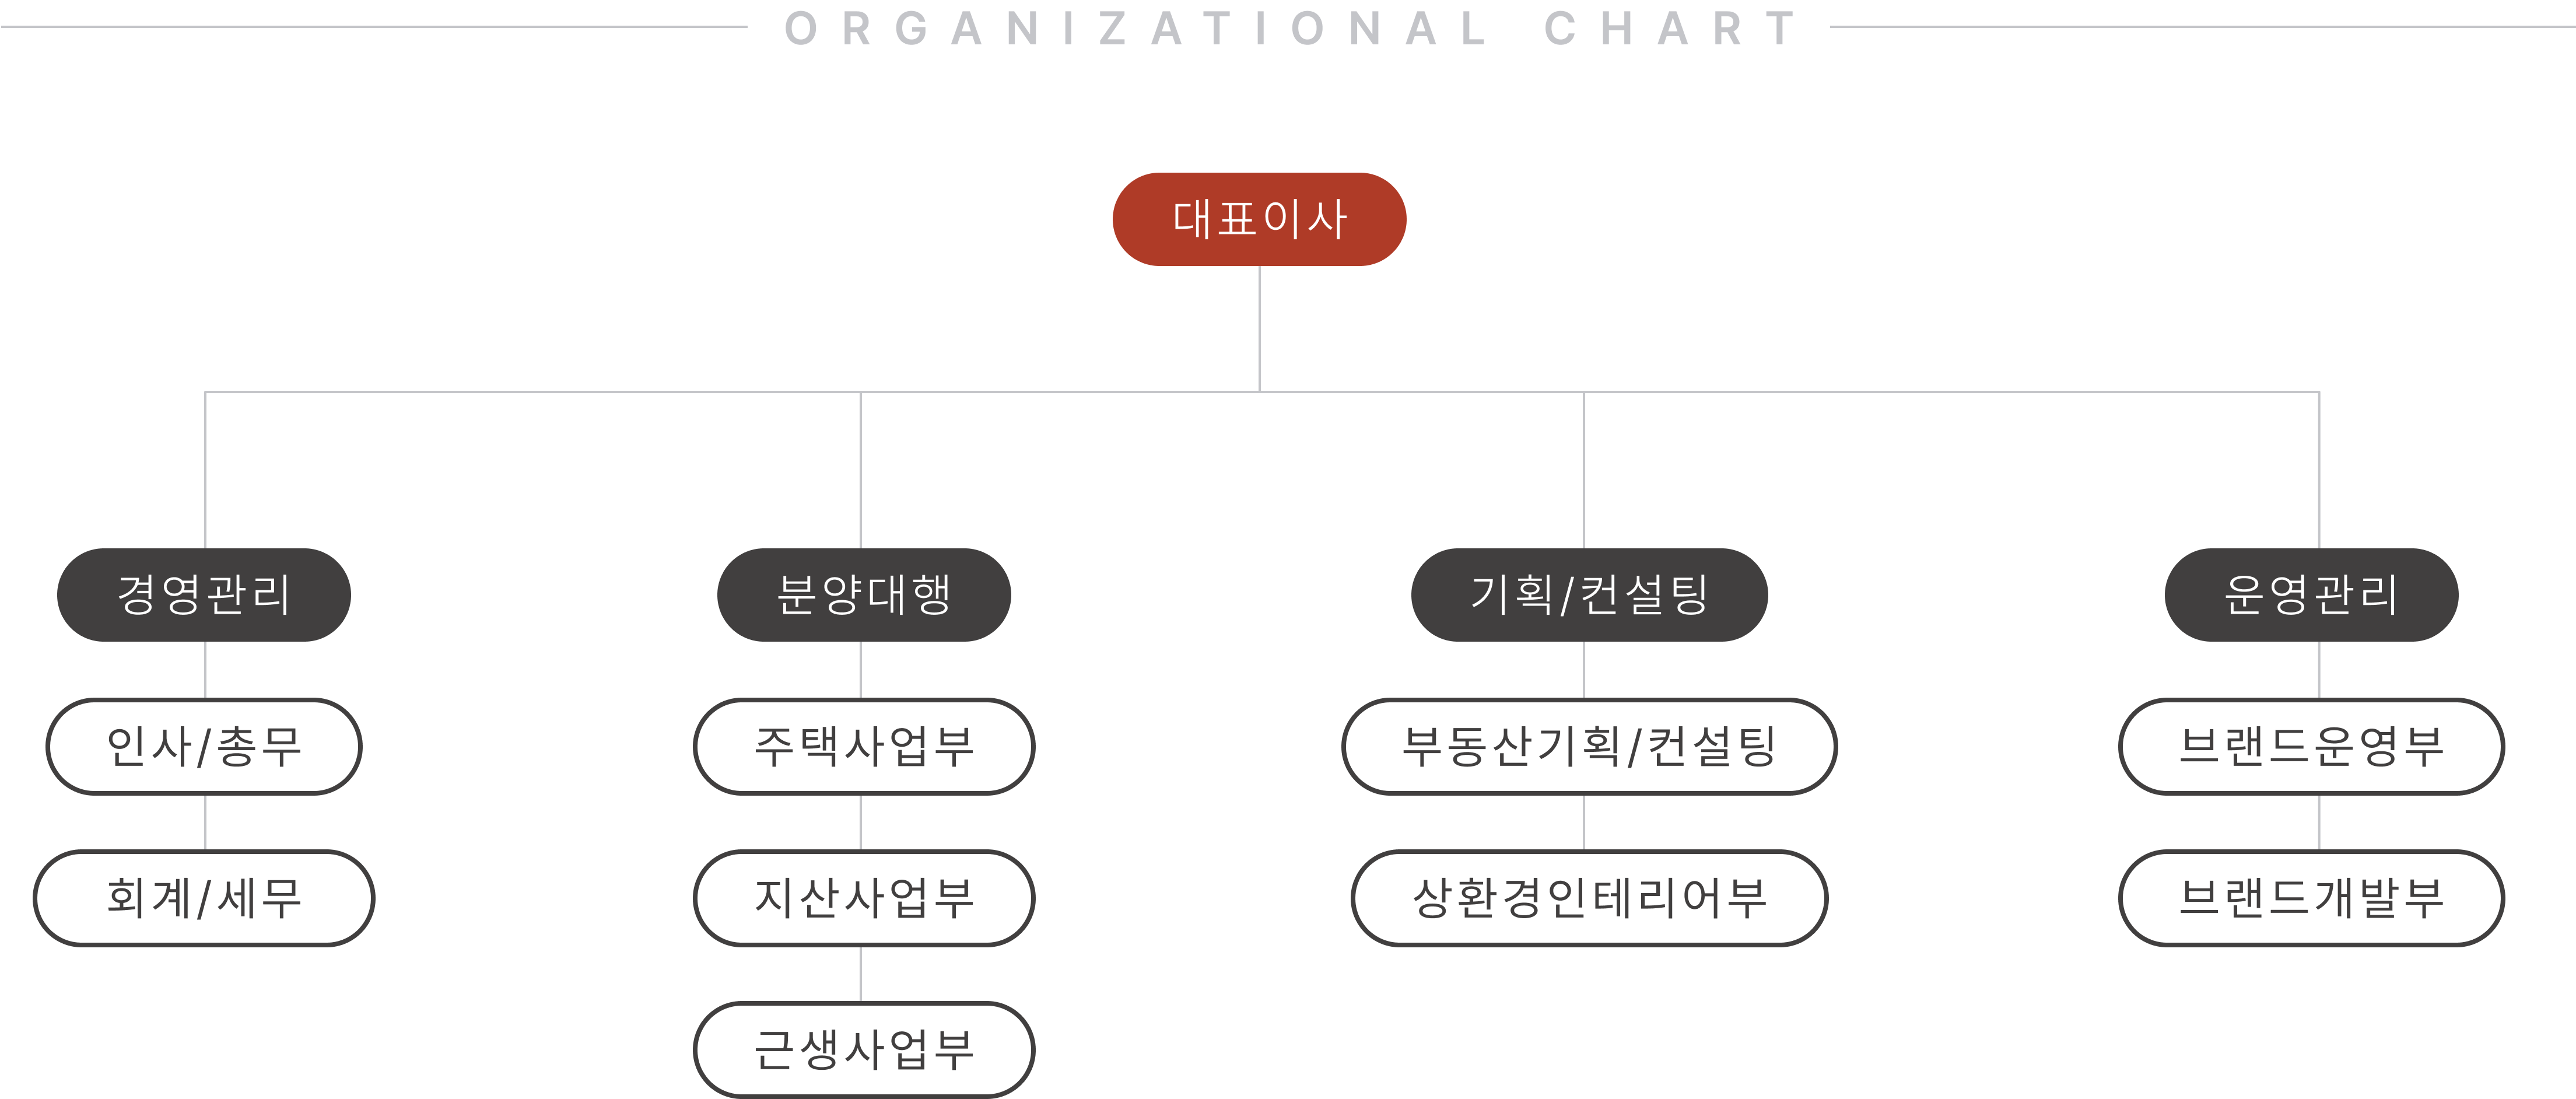 ORGANIZATIONAL CHART
대표이사
경영관리
인사/총무
회계/세무
분양대행
주택사업부
지산사업부
근생사업부
기획/컨설팅
부동산기획/컨설팅
상환경인테리어부
운영관리
브랜드운영부
브랜드개발부